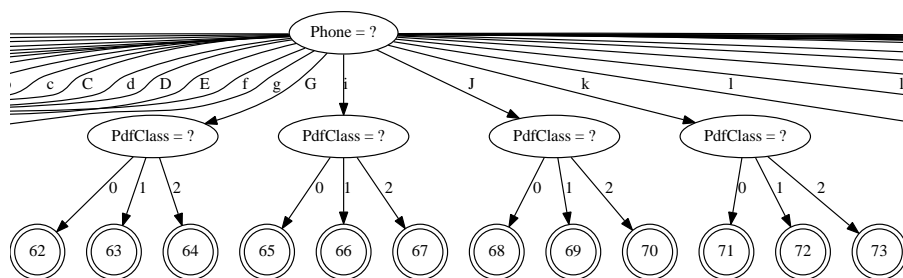 Phone = ?
c C d D E f g G i J k l l
PdfClass = ? PdfClass = ? PdfClass = ? PdfClass = ?
0 1 2 0 1 2 0 1 2 0 1 2
62 63 64 65 66 67 68 69 70 71 72 73